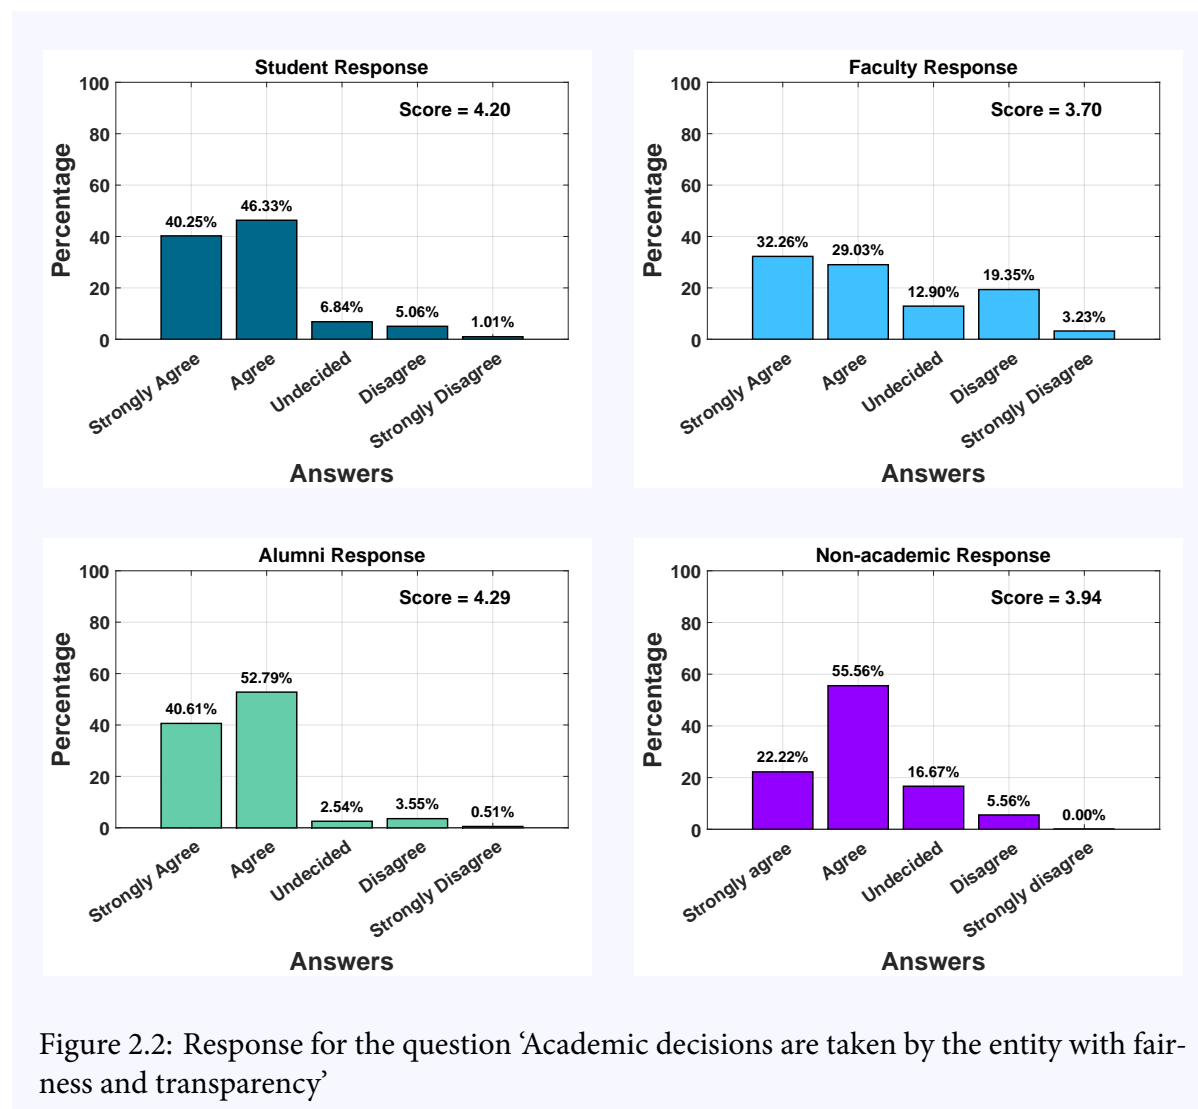 Student Response
Score = 4.20
Percentage
100
80
60
40
20
0
40.25%
46.33%
6.84%
5.06%
1.01%
Strongly Agree
Agree
Undecided
Disagree
Strongly Disagree
Answers
Faculty Response
Score = 3.70
Percentage
100
80
60
40
20
0
32.26%
29.03%
12.90%
19.35%
3.23%
Strongly Agree
Agree
Undecided
Disagree
Strongly Disagree
Answers
Alumni Response
Score = 4.29
Percentage
100
80
60
40
20
0
40.61%
52.79%
2.54%
3.55%
0.51%
Strongly Agree
Agree
Undecided
Disagree
Strongly Disagree
Answers
Non-academic Response
Score = 3.94
Percentage
100
80
60
40
20
0
22.22%
55.56%
16.67%
5.56%
0.00%
Strongly agree
Agree
Undecided
Disagree
Strongly disagree
Answers
Figure 2.2: Response for the question ‘Academic decisions are taken by the entity with fair-
ness and transparency’